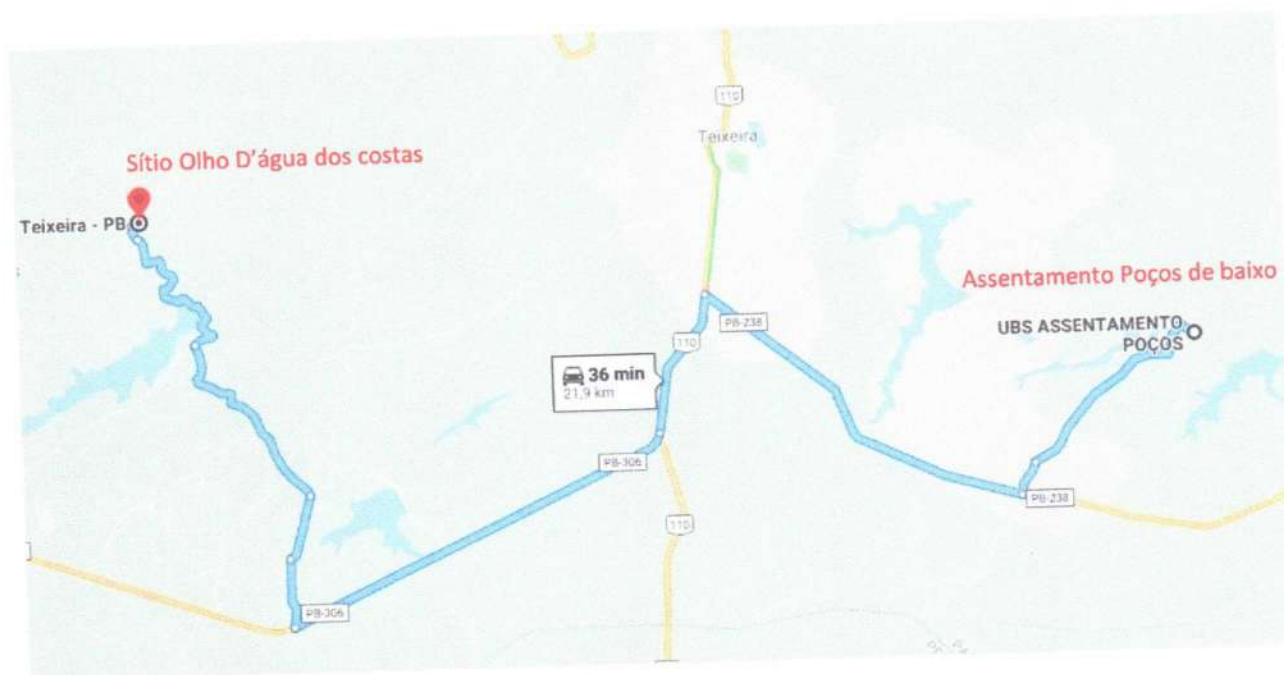 110
Teixeira
Sítio Olho D'água dos costas
Teixeira - PB
Assentamento Poços de baixo
UBS ASSENTAMENTO
POÇOS
PB-238
110
36 min
21,9 km
PB-306
PB-238
110
PB-306